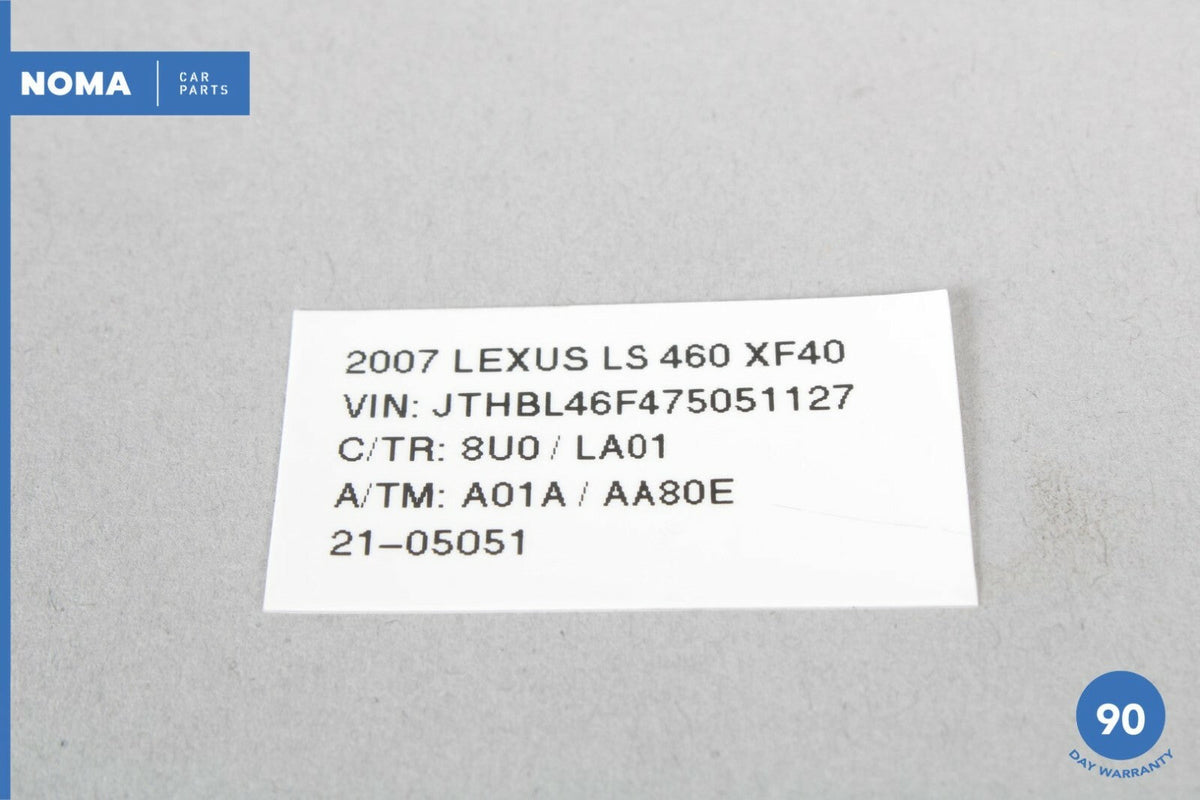 NOMA
CAR
PARTS
2007 LEXUS LS 460 XF40
VIN: JTHBL46F475051127
C/TR: 8U0 / LA01
A/TM: A01A / AA80E
21-05051
90
DAY WARRANTY